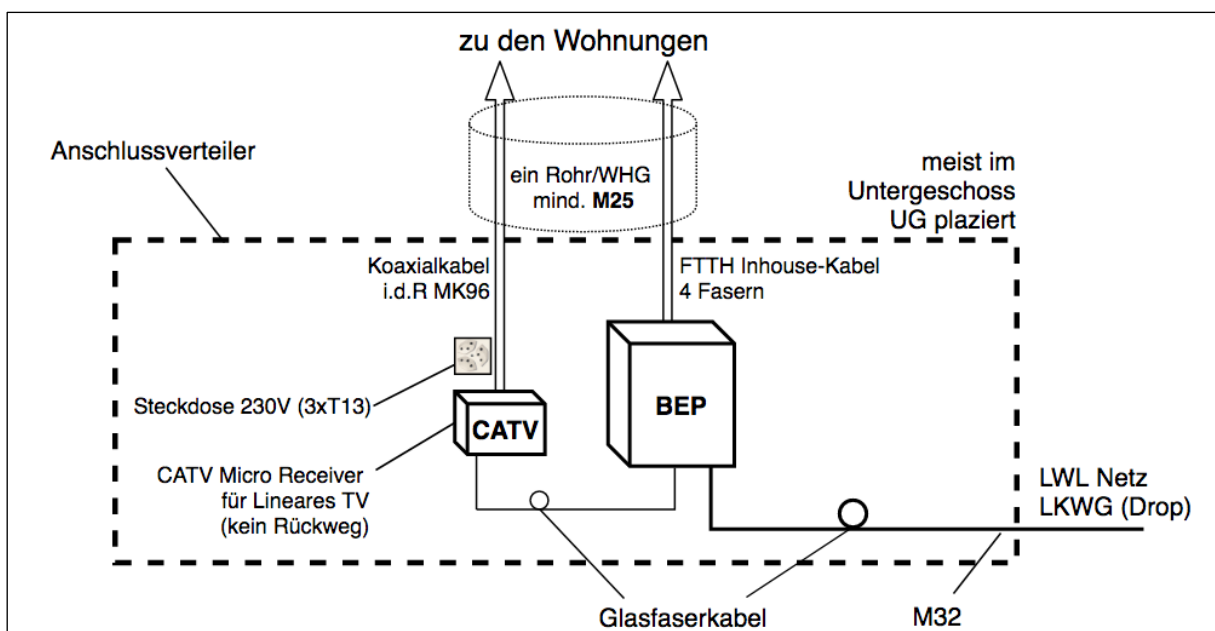 zu den Wohnungen
Anschlussverteiler
ein Rohr/WHG
mind. M25
meist im
Untergeschoss
UG plaziert
Koaxialkabel
i.d.R MK96
FTTH Inhouse-Kabel
4 Fasern
Steckdose 230V (3xT13)
BEP
CATV
CATV Micro Receiver
für Lineares TV
(kein Rückweg)
LWL Netz
LKWG (Drop)
Glasfaserkabel
M32